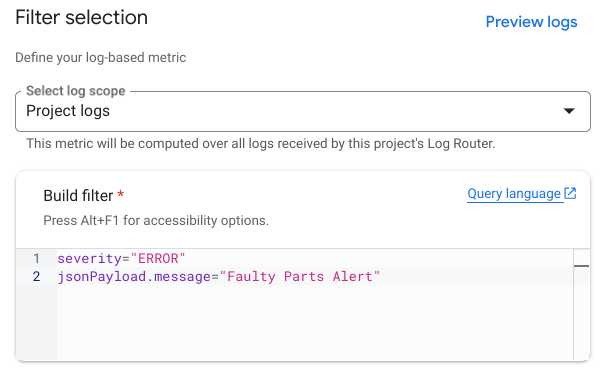 Filter selection
Preview logs
Define your log-based metric
Select log scope
Project logs
This metric will be computed over all logs received by this project's Log Router.
Build filter *
Query language
Press Alt+F1 for accessibility options.
1 severity="ERROR"
2 jsonPayload.message="Faulty Parts Alert"